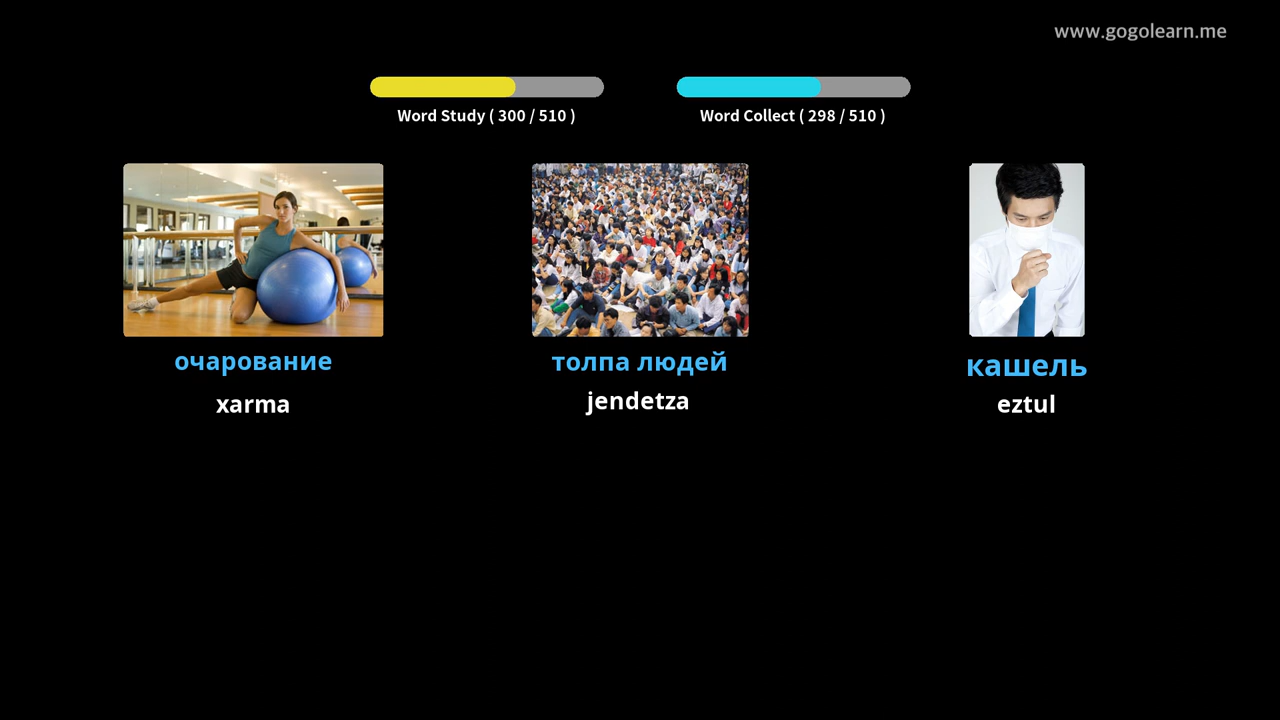 www.gogolearn.me
Word Study ( 300 / 510 )
Word Collect ( 298 / 510 )
очарование
толпа людей
кашель
xarma
jendetza
eztul